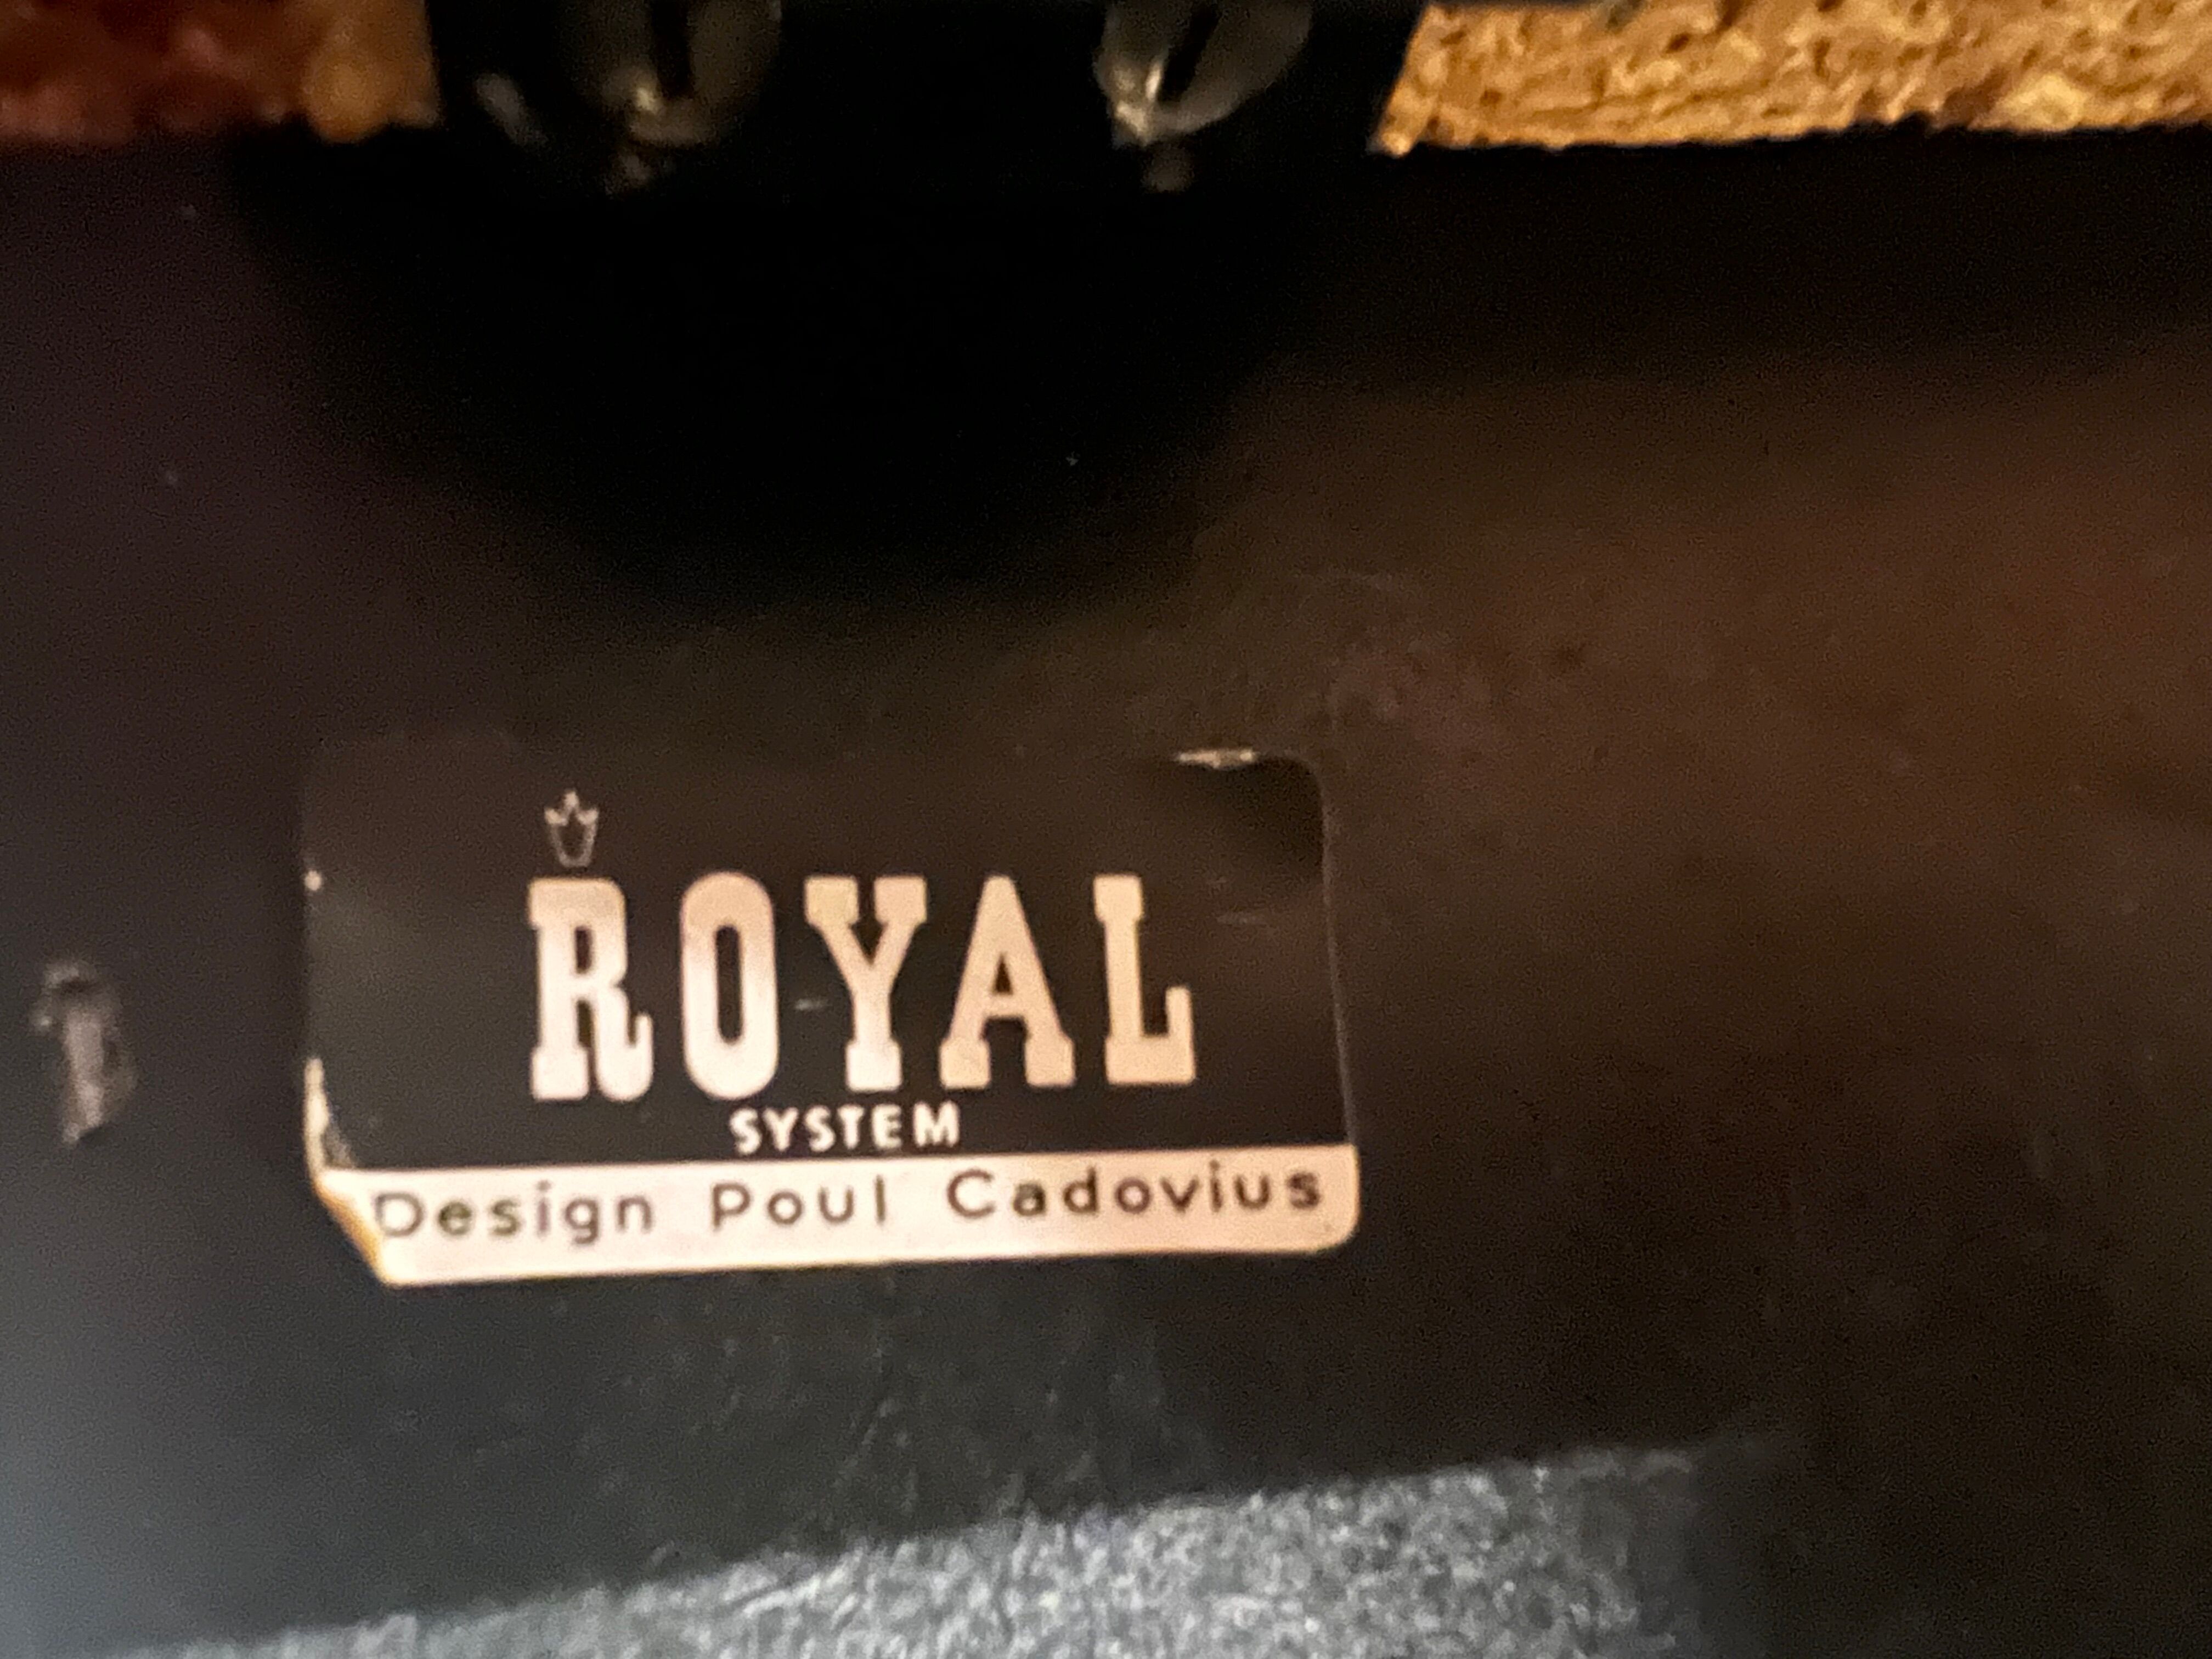 ROYAL
SYSTEM
Design Poul Cadovius